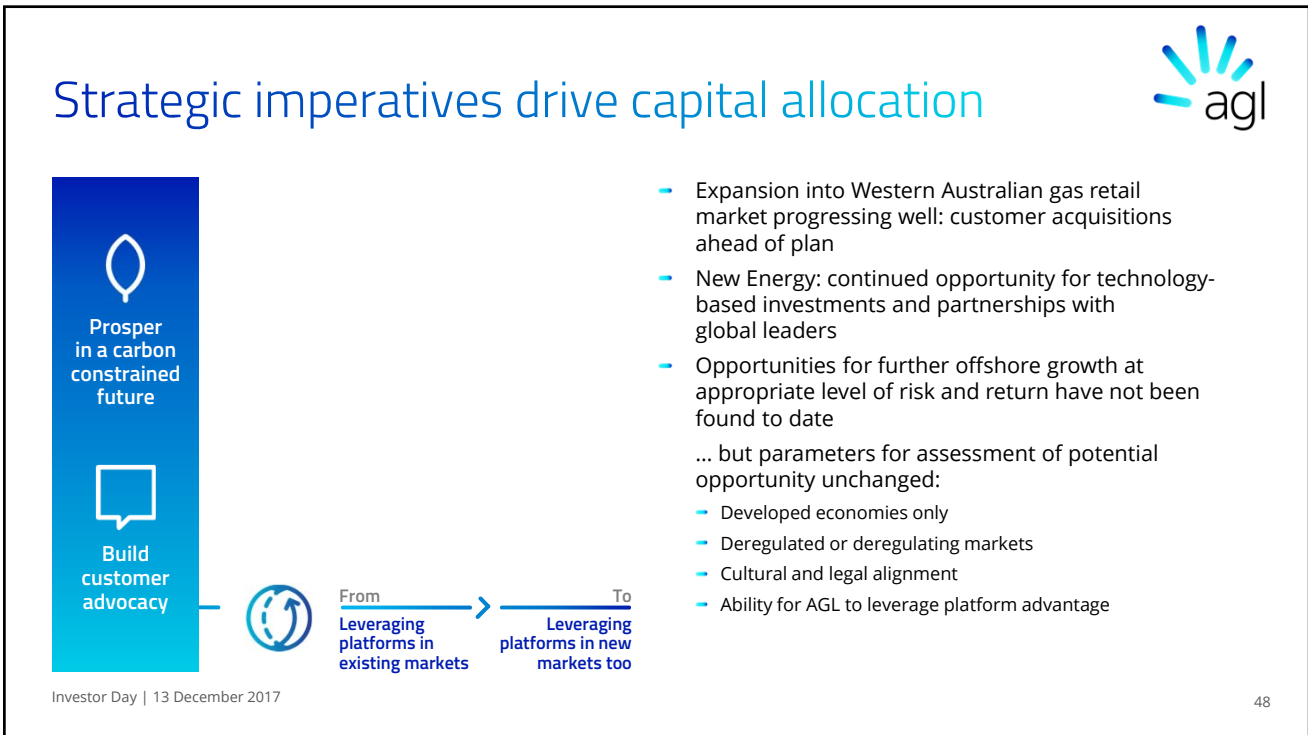 Strategic imperatives drive capital allocation
agl
Prosper
in a carbon
constrained
future
Build
customer
advocacy
From
To
Leveraging
platforms in
existing markets
Leveraging
platforms in new
markets too
Expansion into Western Australian gas retail
market progressing well: customer acquisitions
ahead of plan
New Energy: continued opportunity for technology-
based investments and partnerships with
global leaders
Opportunities for further offshore growth at
appropriate level of risk and return have not been
found to date
... but parameters for assessment of potential
opportunity unchanged:
Developed economies only
Deregulated or deregulating markets
Cultural and legal alignment
Ability for AGL to leverage platform advantage
Investor Day | 13 December 2017
48